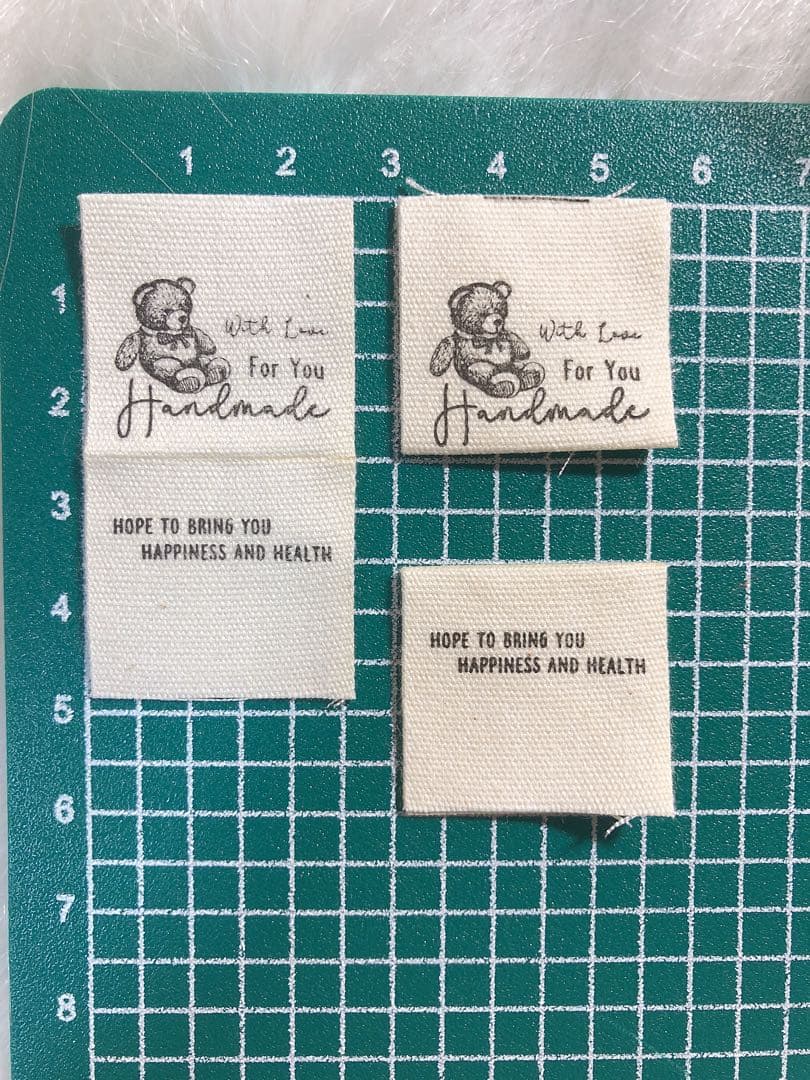 1 2 3 4 5 6 7
1
2
3
4
5
6
7
8
With Love
For You
Handmade
HOPE TO BRING YOU
HAPPINESS AND HEALTH
With Love
For You
Handmade
HOPE TO BRING YOU
HAPPINESS AND HEALTH